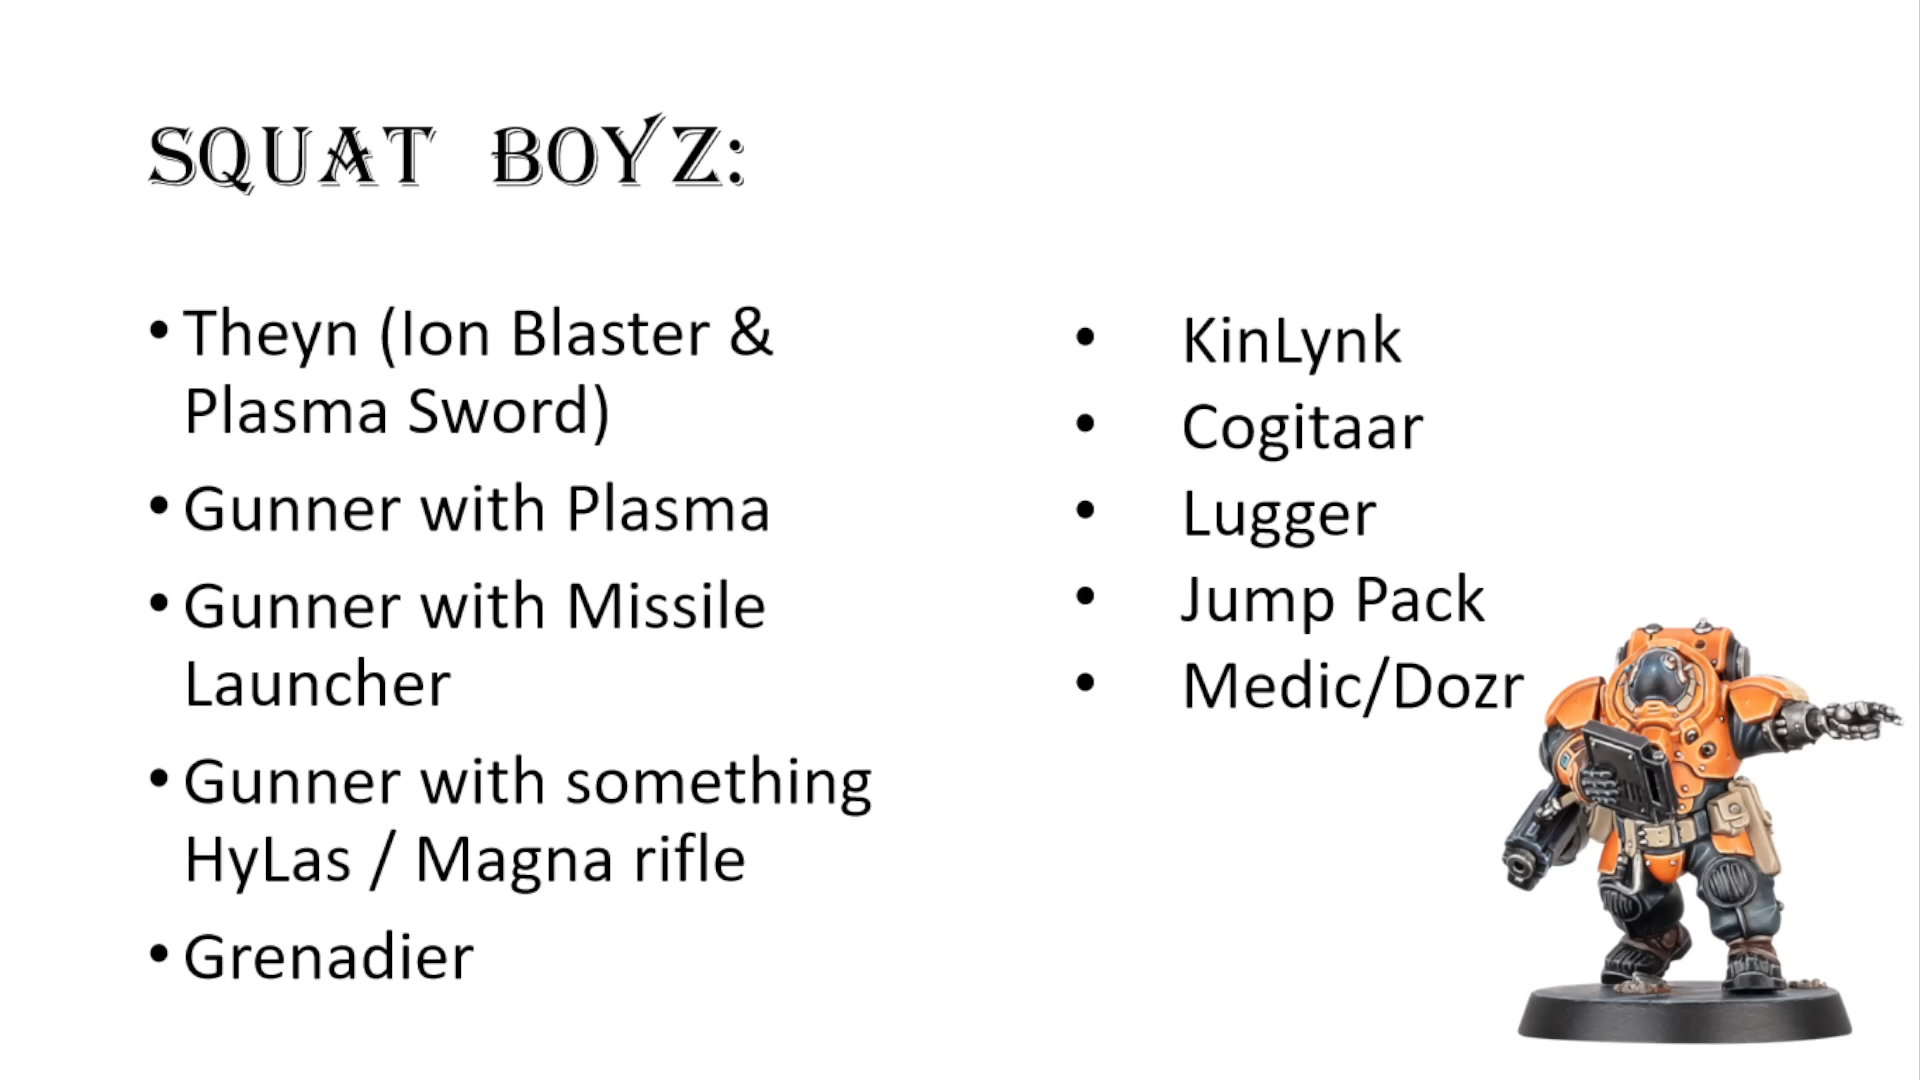 SQUAT BOYZ:
• Theyn (Ion Blaster &
Plasma Sword)
• Gunner with Plasma
• Gunner with Missile
Launcher
• Gunner with something
HyLas / Magna rifle
• Grenadier
• KinLynk
• Cogitaar
• Lugger
• Jump Pack
• Medic/Dozr